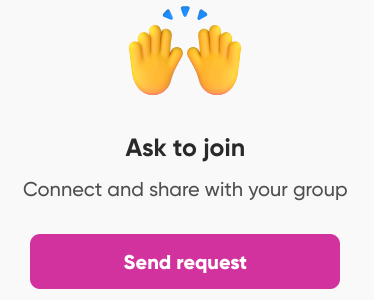 Ask to join
Connect and share with your group
Send request